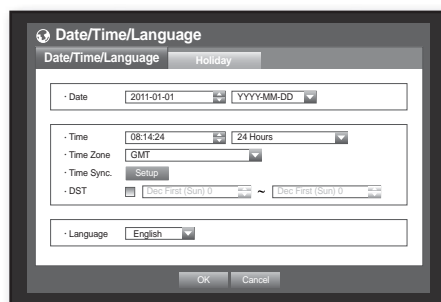 Date/Time/Language
Date/Time/Language Holiday
· Date 2011-01-01 YYYY-MM-DD
· Time 08:14:24 24 Hours
· Time Zone GMT
· Time Sync. Setup
· DST Dec First (Sun) 0 ~ Dec First (Sun) 0
· Language English
OK Cancel